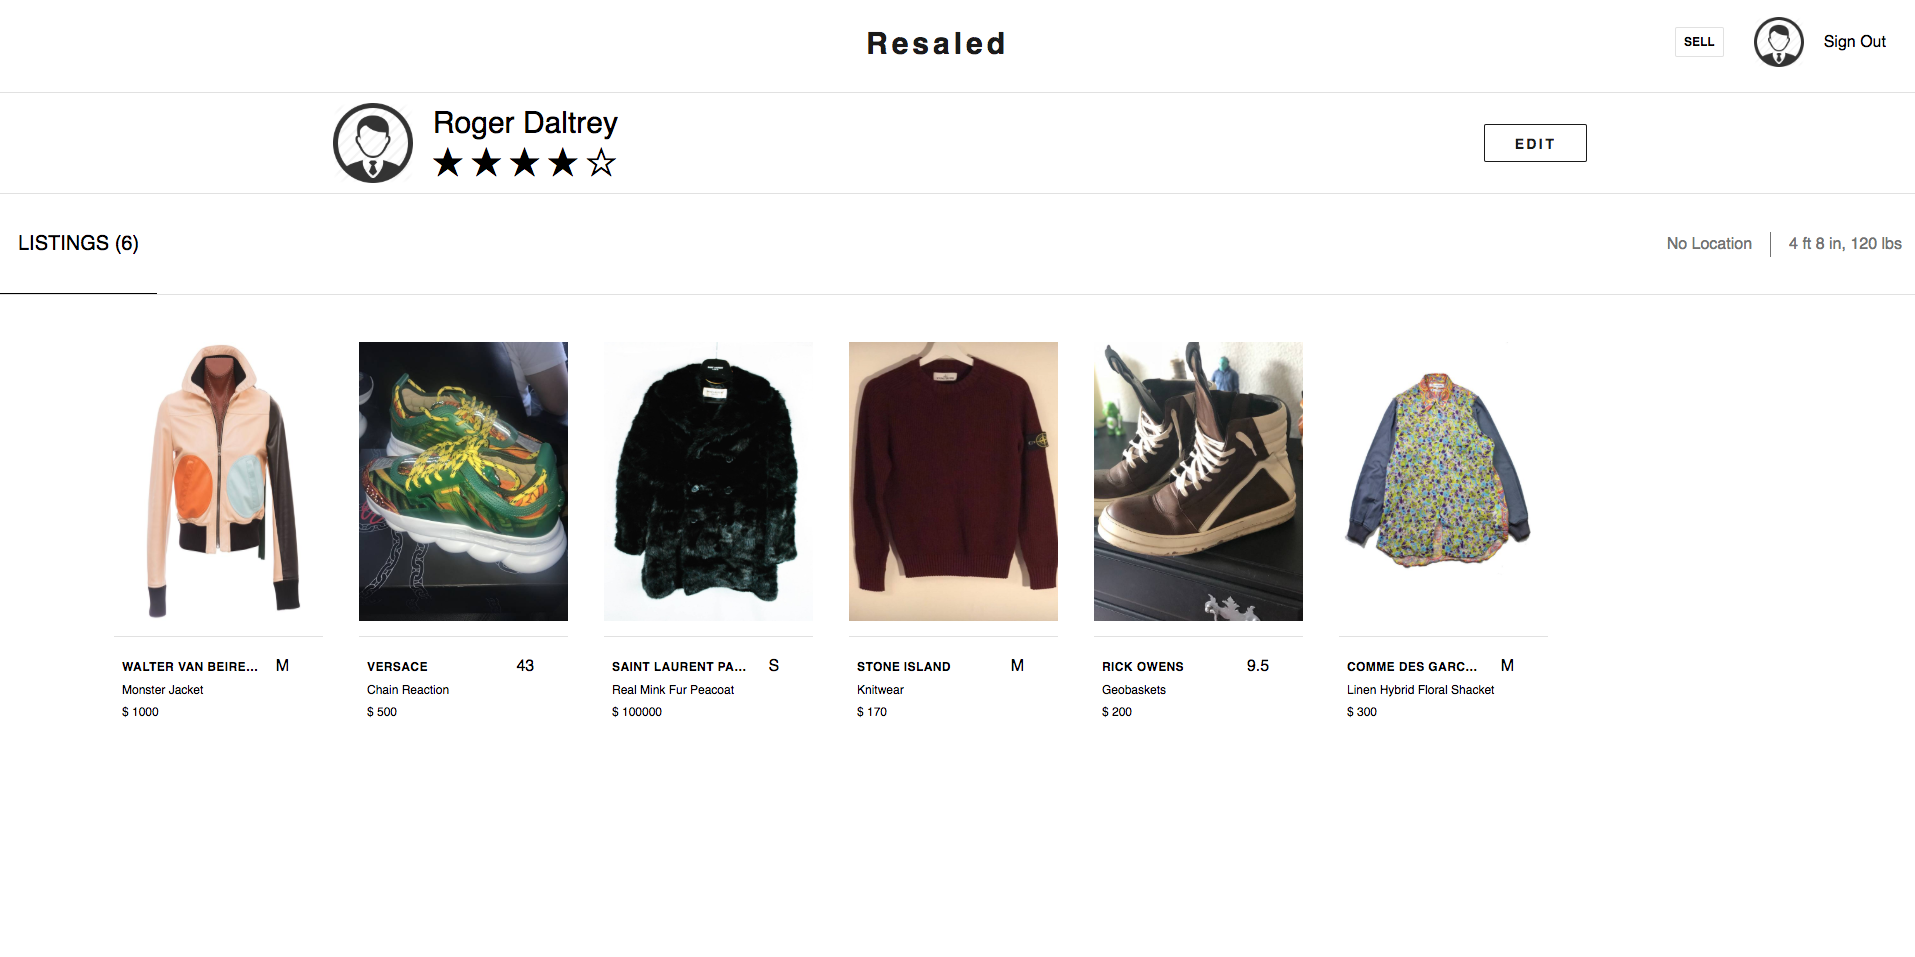 Resaled
SELL
Sign Out
Roger Daltrey
★★★★☆
EDIT
LISTINGS (6)
No Location
4 ft 8 in, 120 lbs
WALTER VAN BEIRE... M
Monster Jacket
$ 1000
VERSACE 43
Chain Reaction
$ 500
SAINT LAURENT PA... S
Real Mink Fur Peacoat
$ 100000
STONE ISLAND M
Knitwear
$ 170
RICK OWENS 9.5
Geobaskets
$ 200
COMME DES GARC... M
Linen Hybrid Floral Shacket
$ 300